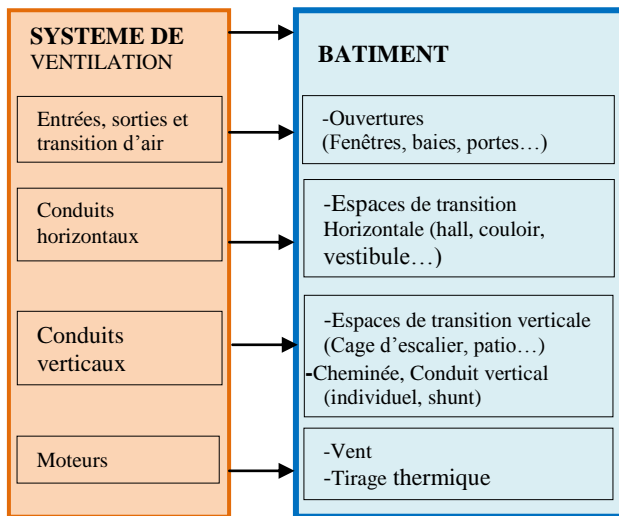 SYSTEME DE
VENTILATION
BATIMENT
Entrées, sorties et
transition d'air
-Ouvertures
(Fenêtres, baies, portes…)
Conduits
horizontaux
-Espaces de transition
Horizontale (hall, couloir,
vestibule…)
Conduits
verticaux
-Espaces de transition verticale
(Cage d'escalier, patio…)
-Cheminée, Conduit vertical
(individuel, shunt)
Moteurs
-Vent
-Tirage thermique